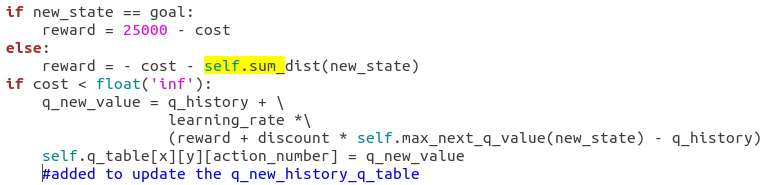 if new_state == goal:
    reward = 25000 - cost
else:
    reward = - cost - self.sum_dist(new_state)
if cost < float('inf'):
    q_new_value = q_history + \
                  learning_rate *\
                  (reward + discount * self.max_next_q_value(new_state) - q_history)
    self.q_table[x][y][action_number] = q_new_value
    #added to update the q_new_history_q_table